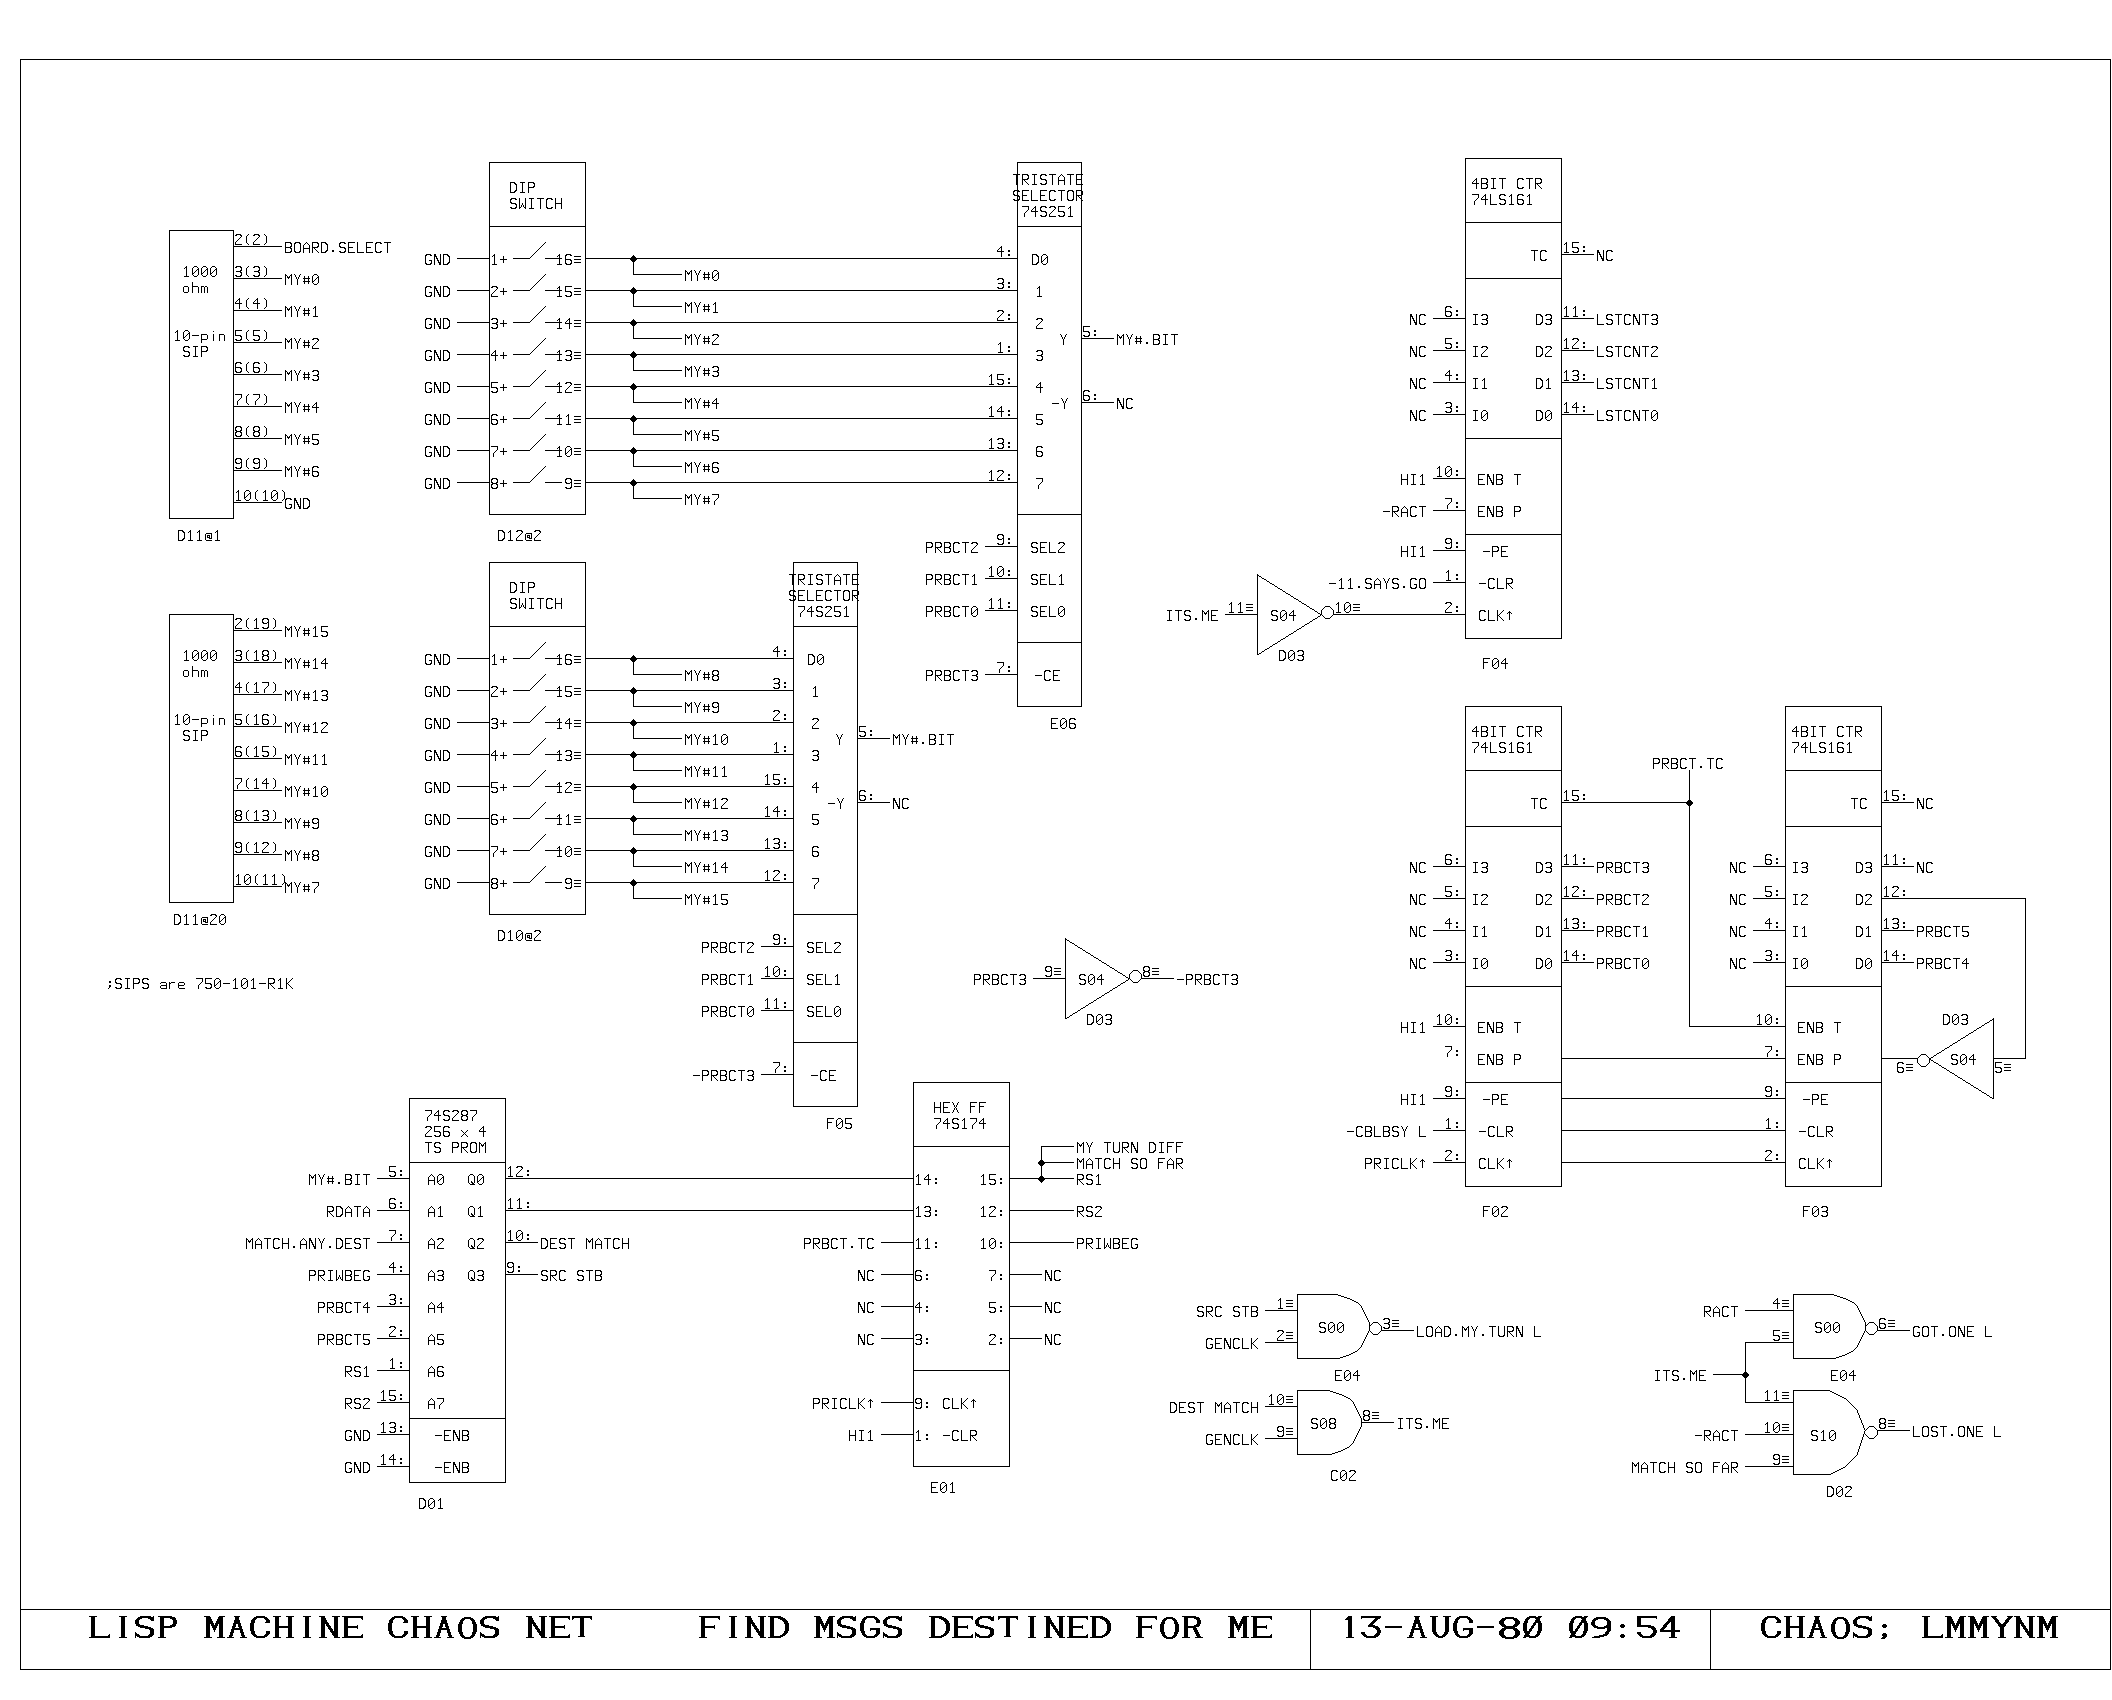 1000
ohm
10-pin
SIP
2(2) BOARD.SELECT
3(3) MY#0
4(4) MY#1
5(5) MY#2
6(6) MY#3
7(7) MY#4
8(8) MY#5
9(9) MY#6
10(10) GND
D11@1
DIP
SWITCH
GND 1+ 16≡ MY#0
GND 2+ 15≡ MY#1
GND 3+ 14≡ MY#2
GND 4+ 13≡ MY#3
GND 5+ 12≡ MY#4
GND 6+ 11≡ MY#5
GND 7+ 10≡ MY#6
GND 8+ 9≡ MY#7
D12@2
TRISTATE
SELECTOR
74S251
4: D0
3: 1
2: 2
Y 5: MY#.BIT
1: 3
15: 4
-Y 6: NC
14: 5
13: 6
12: 7
PRBCT2 9: SEL2
PRBCT1 10: SEL1
PRBCT0 11: SEL0
PRBCT3 7: -CE
E06
4BIT CTR
74LS161
TC 15: NC
NC 6: I3 D3 11: LSTCNT3
NC 5: I2 D2 12: LSTCNT2
NC 4: I1 D1 13: LSTCNT1
NC 3: I0 D0 14: LSTCNT0
HI1 10: ENB T
-RACT 7: ENB P
HI1 9: -PE
-11.SAYS.GO 1: -CLR
ITS.ME 11≡ S04 10≡ 2: CLK↑
D03
F04
1000
ohm
10-pin
SIP
2(19) MY#15
3(18) MY#14
4(17) MY#13
5(16) MY#12
6(15) MY#11
7(14) MY#10
8(13) MY#9
9(12) MY#8
10(11) MY#7
D11@20
;SIPS are 750-101-R1K
DIP
SWITCH
GND 1+ 16≡ MY#8
GND 2+ 15≡ MY#9
GND 3+ 14≡ MY#10
GND 4+ 13≡ MY#11
GND 5+ 12≡ MY#12
GND 6+ 11≡ MY#13
GND 7+ 10≡ MY#14
GND 8+ 9≡ MY#15
D10@2
TRISTATE
SELECTOR
74S251
4: D0
3: 1
2: 2
Y 5: MY#.BIT
1: 3
15: 4
-Y 6: NC
14: 5
13: 6
12: 7
PRBCT2 9: SEL2
PRBCT1 10: SEL1
PRBCT0 11: SEL0
-PRBCT3 7: -CE
F05
PRBCT3 9≡ S04 8≡ -PRBCT3
D03
4BIT CTR
74LS161
PRBCT.TC
TC 15:
NC 6: I3 D3 11: PRBCT3
NC 5: I2 D2 12: PRBCT2
NC 4: I1 D1 13: PRBCT1
NC 3: I0 D0 14: PRBCT0
HI1 10: ENB T
7: ENB P
HI1 9: -PE
-CBLBSY L 1: -CLR
PRICLK↑ 2: CLK↑
F02
4BIT CTR
74LS161
TC 15: NC
NC 6: I3 D3 11: NC
NC 5: I2 D2 12:
NC 4: I1 D1 13: PRBCT5
NC 3: I0 D0 14: PRBCT4
10: ENB T
7: ENB P
D03
6≡ S04 5≡
9: -PE
1: -CLR
2: CLK↑
F03
74S287
256 × 4
TS PROM
MY#.BIT 5: A0 Q0 12:
RDATA 6: A1 Q1 11:
MATCH.ANY.DEST 7: A2 Q2 10: DEST MATCH
PRIWBEG 4: A3 Q3 9: SRC STB
PRBCT4 3: A4
PRBCT5 2: A5
RS1 1: A6
RS2 15: A7
GND 13: -ENB
GND 14: -ENB
D01
HEX FF
74S174
MY TURN DIFF
MATCH SO FAR
14: 15: RS1
13: 12: RS2
PRBCT.TC 11: 10: PRIWBEG
NC 6: 7: NC
NC 4: 5: NC
NC 3: 2: NC
PRICLK↑ 9: CLK↑
HI1 1: -CLR
E01
SRC STB 1≡
GENCLK 2≡
S00 3≡ LOAD.MY.TURN L
E04
DEST MATCH 10≡
GENCLK 9≡
S08 8≡ ITS.ME
C02
RACT 4≡
5≡
S00 6≡ GOT.ONE L
ITS.ME
E04
11≡
-RACT 10≡
MATCH SO FAR 9≡
S10 8≡ LOST.ONE L
D02
LISP MACHINE CHAOS NET FIND MSGS DESTINED FOR ME 13-AUG-80 09:54 CHAOS; LMMYNM